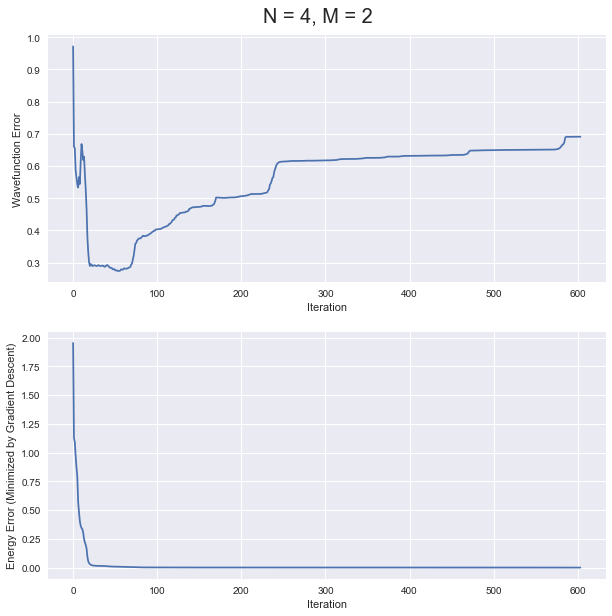 N = 4, M = 2
Wavefunction Error
1.0
0.9
0.8
0.7
0.6
0.5
0.4
0.3
0 100 200 300 400 500 600
Iteration
Energy Error (Minimized by Gradient Descent)
2.00
1.75
1.50
1.25
1.00
0.75
0.50
0.25
0.00
0 100 200 300 400 500 600
Iteration